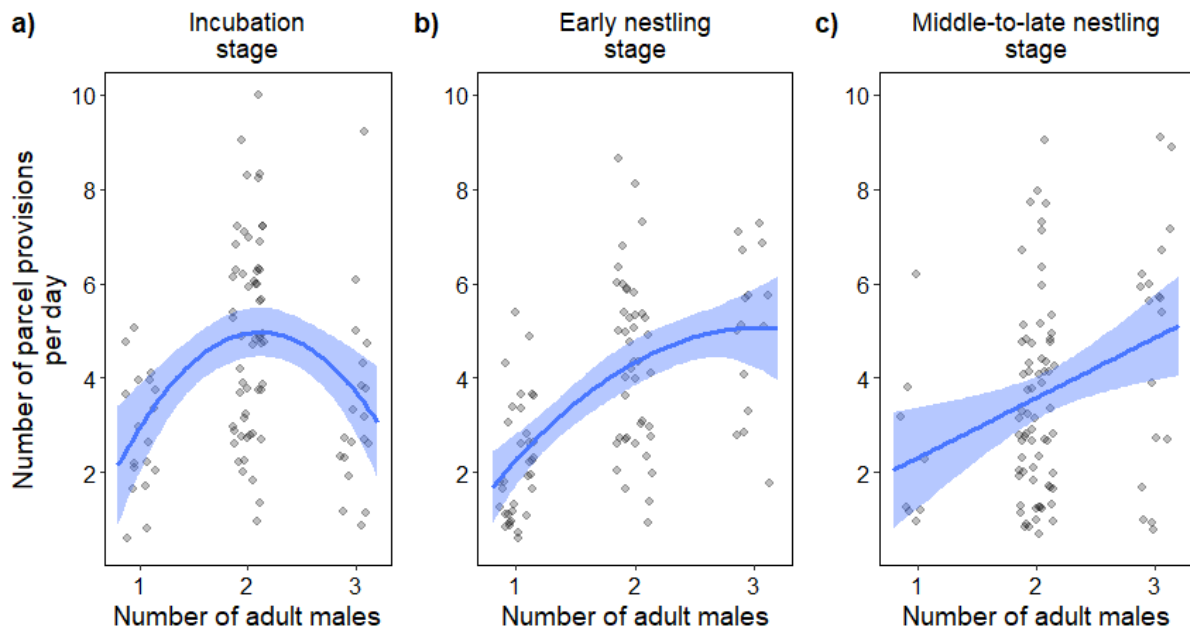 a)
Incubation
stage
b)
Early nestling
stage
c)
Middle-to-late nestling
stage
Number of parcel provisions
per day
10
8
6
4
2
1
2
3
Number of adult males
10
8
6
4
2
1
2
3
Number of adult males
10
8
6
4
2
1
2
3
Number of adult males